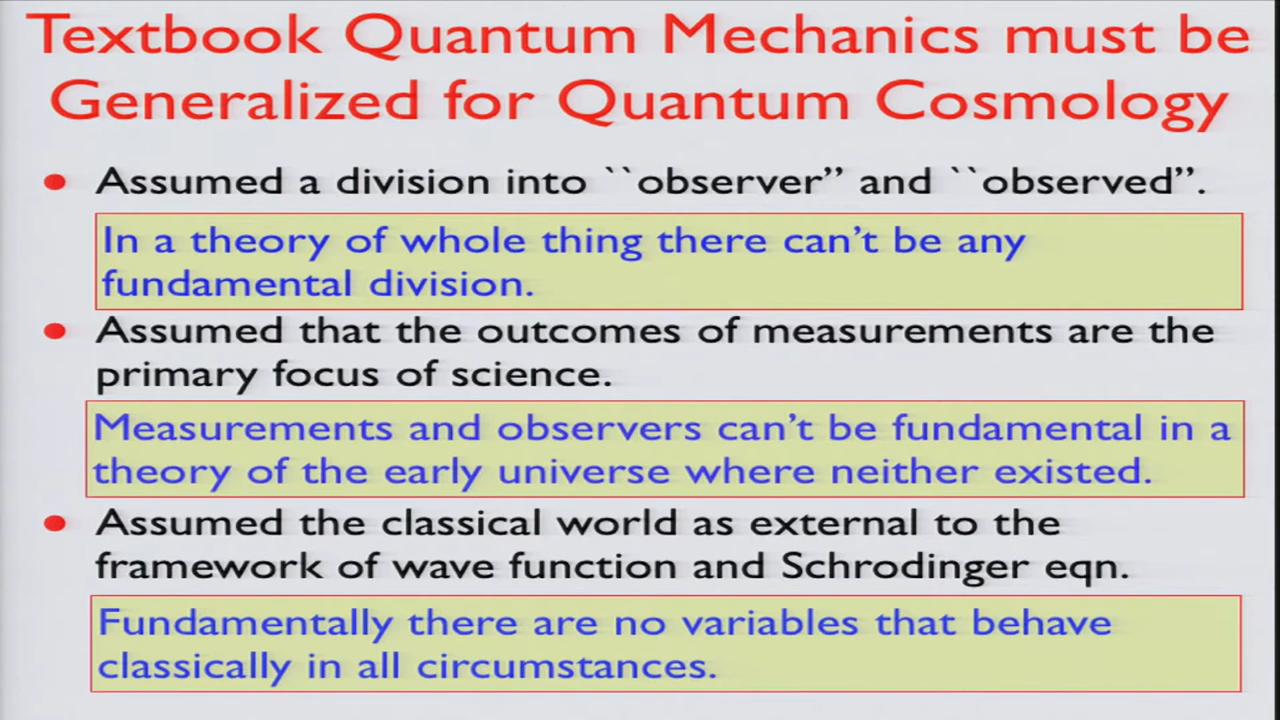 Textbook Quantum Mechanics must be
Generalized for Quantum Cosmology
• Assumed a division into ``observer” and ``observed”.
In a theory of whole thing there can’t be any
fundamental division.
• Assumed that the outcomes of measurements are the
primary focus of science.
Measurements and observers can’t be fundamental in a
theory of the early universe where neither existed.
• Assumed the classical world as external to the
framework of wave function and Schrodinger eqn.
Fundamentally there are no variables that behave
classically in all circumstances.